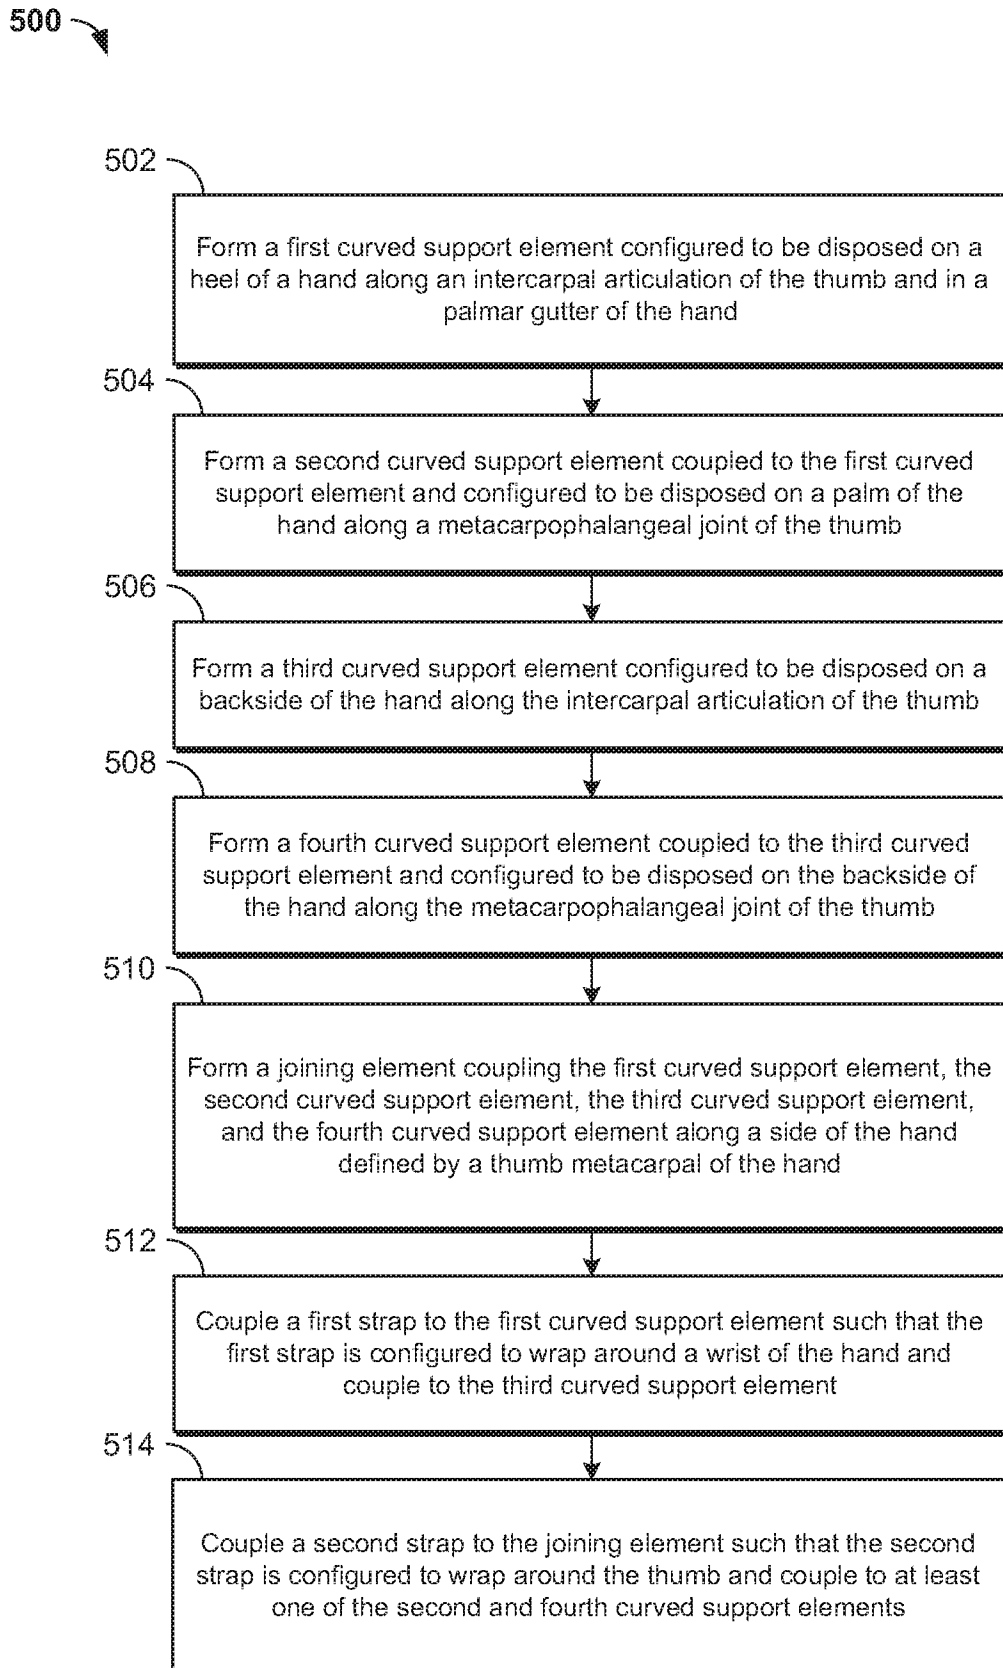 500
502
Form a first curved support element configured to be disposed on a
heel of a hand along an intercarpal articulation of the thumb and in a
palmar gutter of the hand
504
Form a second curved support element coupled to the first curved
support element and configured to be disposed on a palm of the
hand along a metacarpophalangeal joint of the thumb
506
Form a third curved support element configured to be disposed on a
backside of the hand along the intercarpal articulation of the thumb
508
Form a fourth curved support element coupled to the third curved
support element and configured to be disposed on the backside of
the hand along the metacarpophalangeal joint of the thumb
510
Form a joining element coupling the first curved support element, the
second curved support element, the third curved support element,
and the fourth curved support element along a side of the hand
defined by a thumb metacarpal of the hand
512
Couple a first strap to the first curved support element such that the
first strap is configured to wrap around a wrist of the hand and
couple to the third curved support element
514
Couple a second strap to the joining element such that the second
strap is configured to wrap around the thumb and couple to at least
one of the second and fourth curved support elements